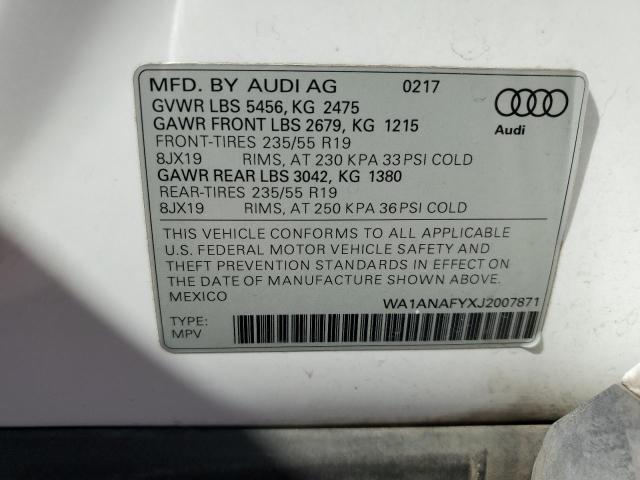 MFD. BY AUDI AG 0217
GVWR LBS 5456, KG 2475
GAWR FRONT LBS 2679, KG 1215
FRONT-TIRES 235/55 R19
8JX19 RIMS, AT 230 KPA 33 PSI COLD
GAWR REAR LBS 3042, KG 1380
REAR-TIRES 235/55 R19
8JX19 RIMS, AT 250 KPA 36 PSI COLD
Audi
THIS VEHICLE CONFORMS TO ALL APPLICABLE
U.S. FEDERAL MOTOR VEHICLE SAFETY AND
THEFT PREVENTION STANDARDS IN EFFECT ON
THE DATE OF MANUFACTURE SHOWN ABOVE.
MEXICO WA1ANAFYXJ2007871
TYPE:
MPV